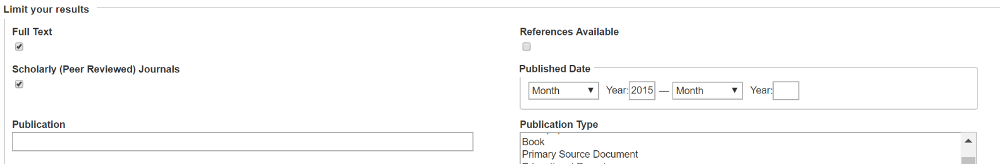 Limit your results
Full Text
References Available
Scholarly (Peer Reviewed) Journals
Published Date
Month Year: 2015 — Month Year:
Publication
Publication Type
Book
Primary Source Document